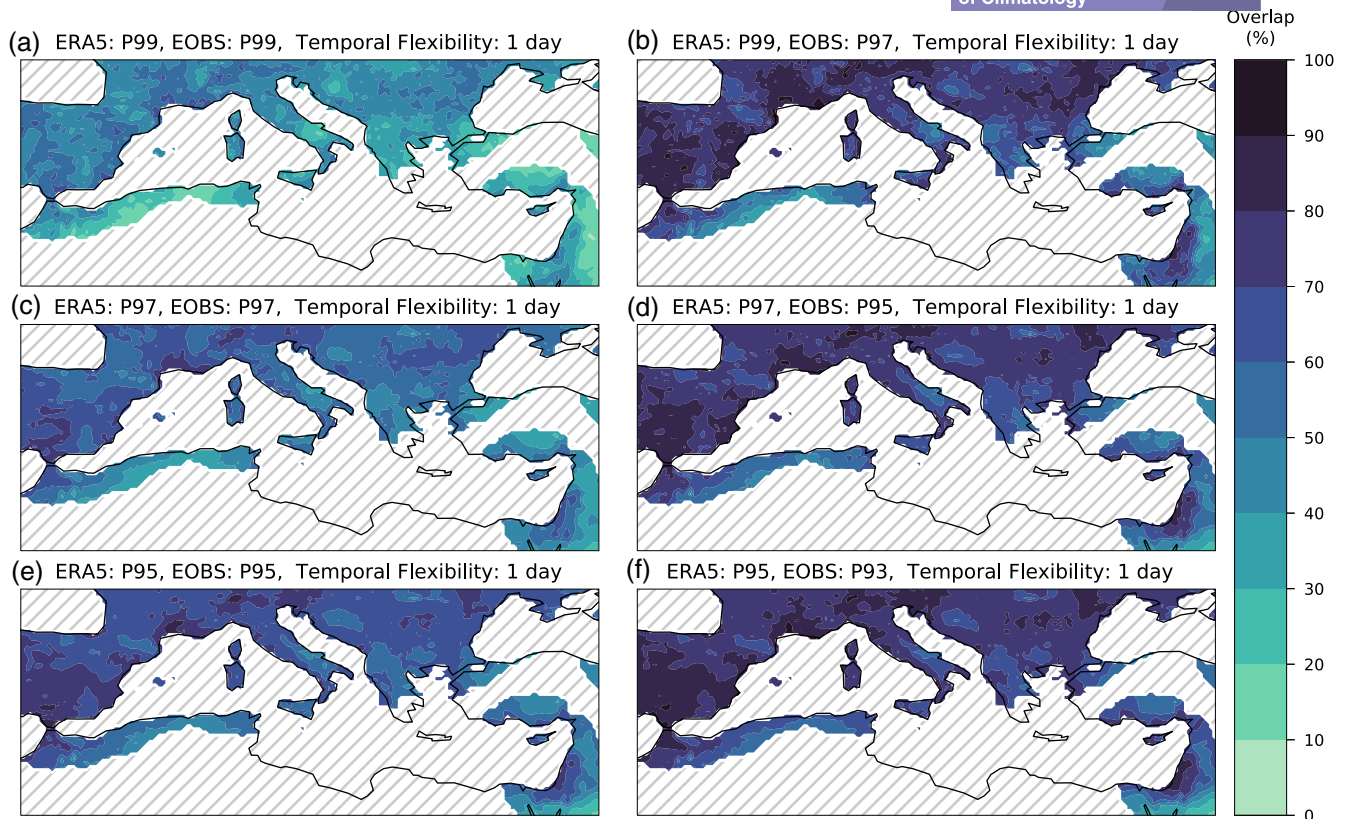 of Climatology
Overlap
(%)
(a) ERA5: P99, EOBS: P99, Temporal Flexibility: 1 day
(b) ERA5: P99, EOBS: P97, Temporal Flexibility: 1 day
(c) ERA5: P97, EOBS: P97, Temporal Flexibility: 1 day
(d) ERA5: P97, EOBS: P95, Temporal Flexibility: 1 day
(e) ERA5: P95, EOBS: P95, Temporal Flexibility: 1 day
(f) ERA5: P95, EOBS: P93, Temporal Flexibility: 1 day
100
90
80
70
60
50
40
30
20
10
0